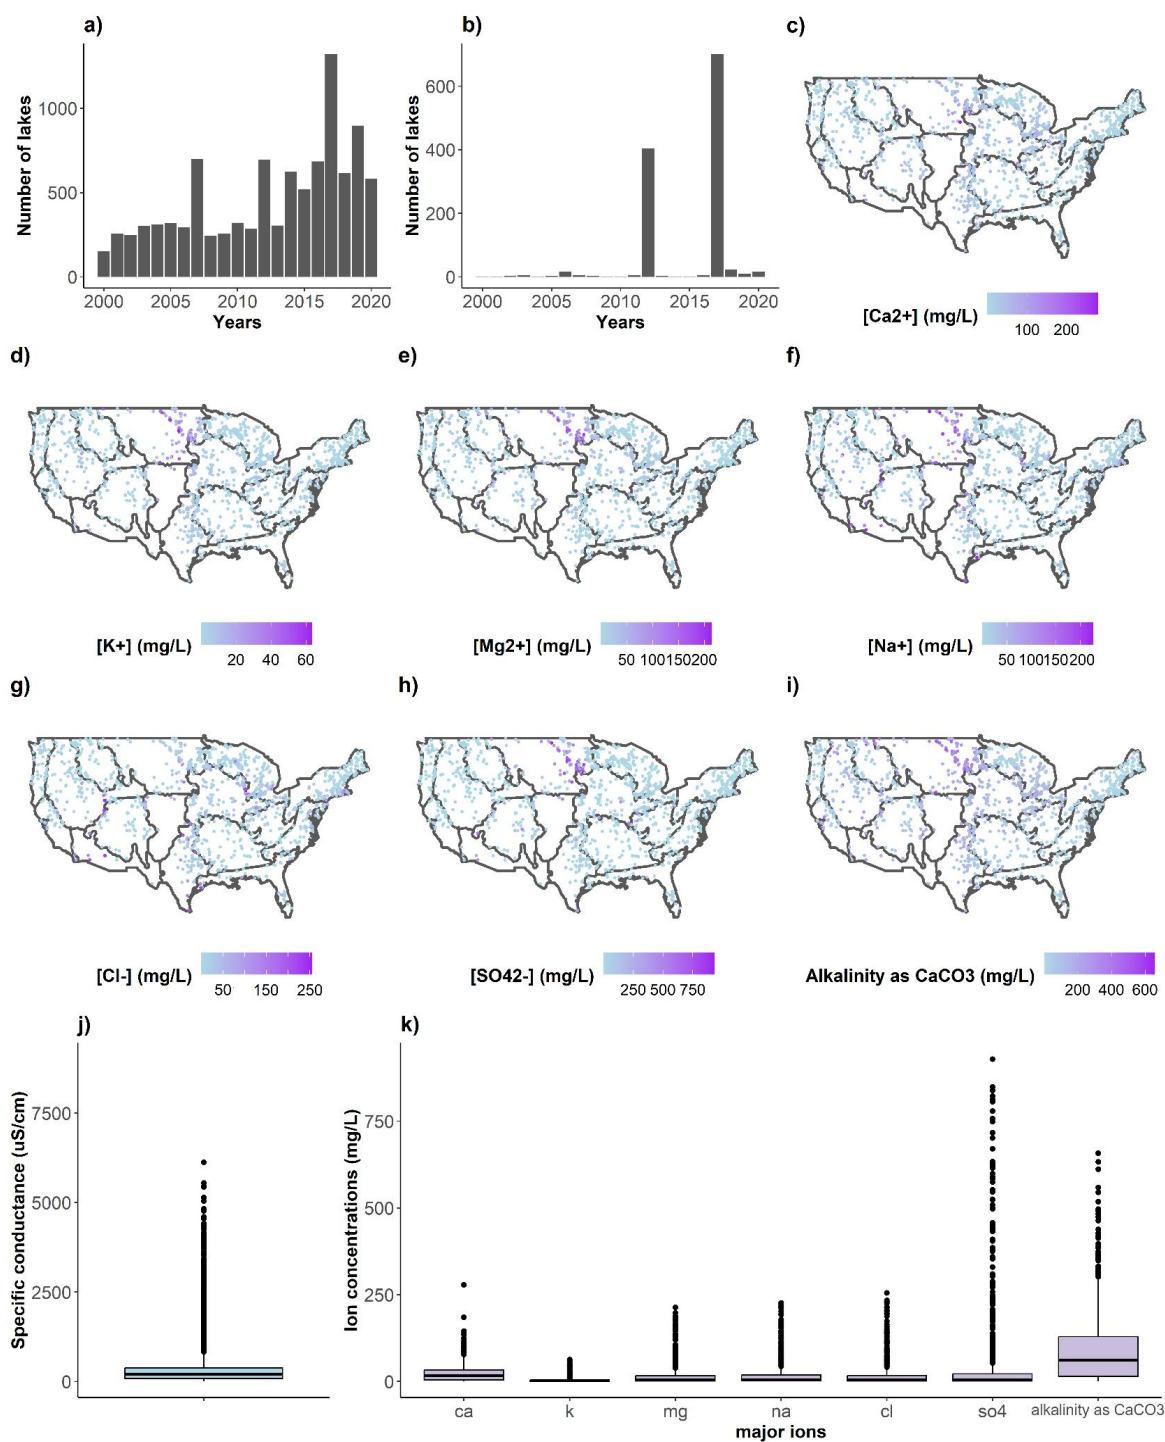 a)
b)
c)
Number of lakes
1000
500
0
2000 2005 2010 2015 2020
Years
Number of lakes
600
400
200
0
2000 2005 2010 2015 2020
Years
[Ca2+] (mg/L)
100 200
d)
e)
f)
[K+] (mg/L)
20 40 60
[Mg2+] (mg/L)
50 100150200
[Na+] (mg/L)
50 100150200
g)
h)
i)
[Cl-] (mg/L)
50 150 250
[SO42-] (mg/L)
250 500 750
Alkalinity as CaCO3 (mg/L)
200 400 600
j)
k)
Specific conductance (uS/cm)
7500
5000
2500
0
Ion concentrations (mg/L)
750
500
250
0
ca k mg na cl so4 alkalinity as CaCO3
major ions